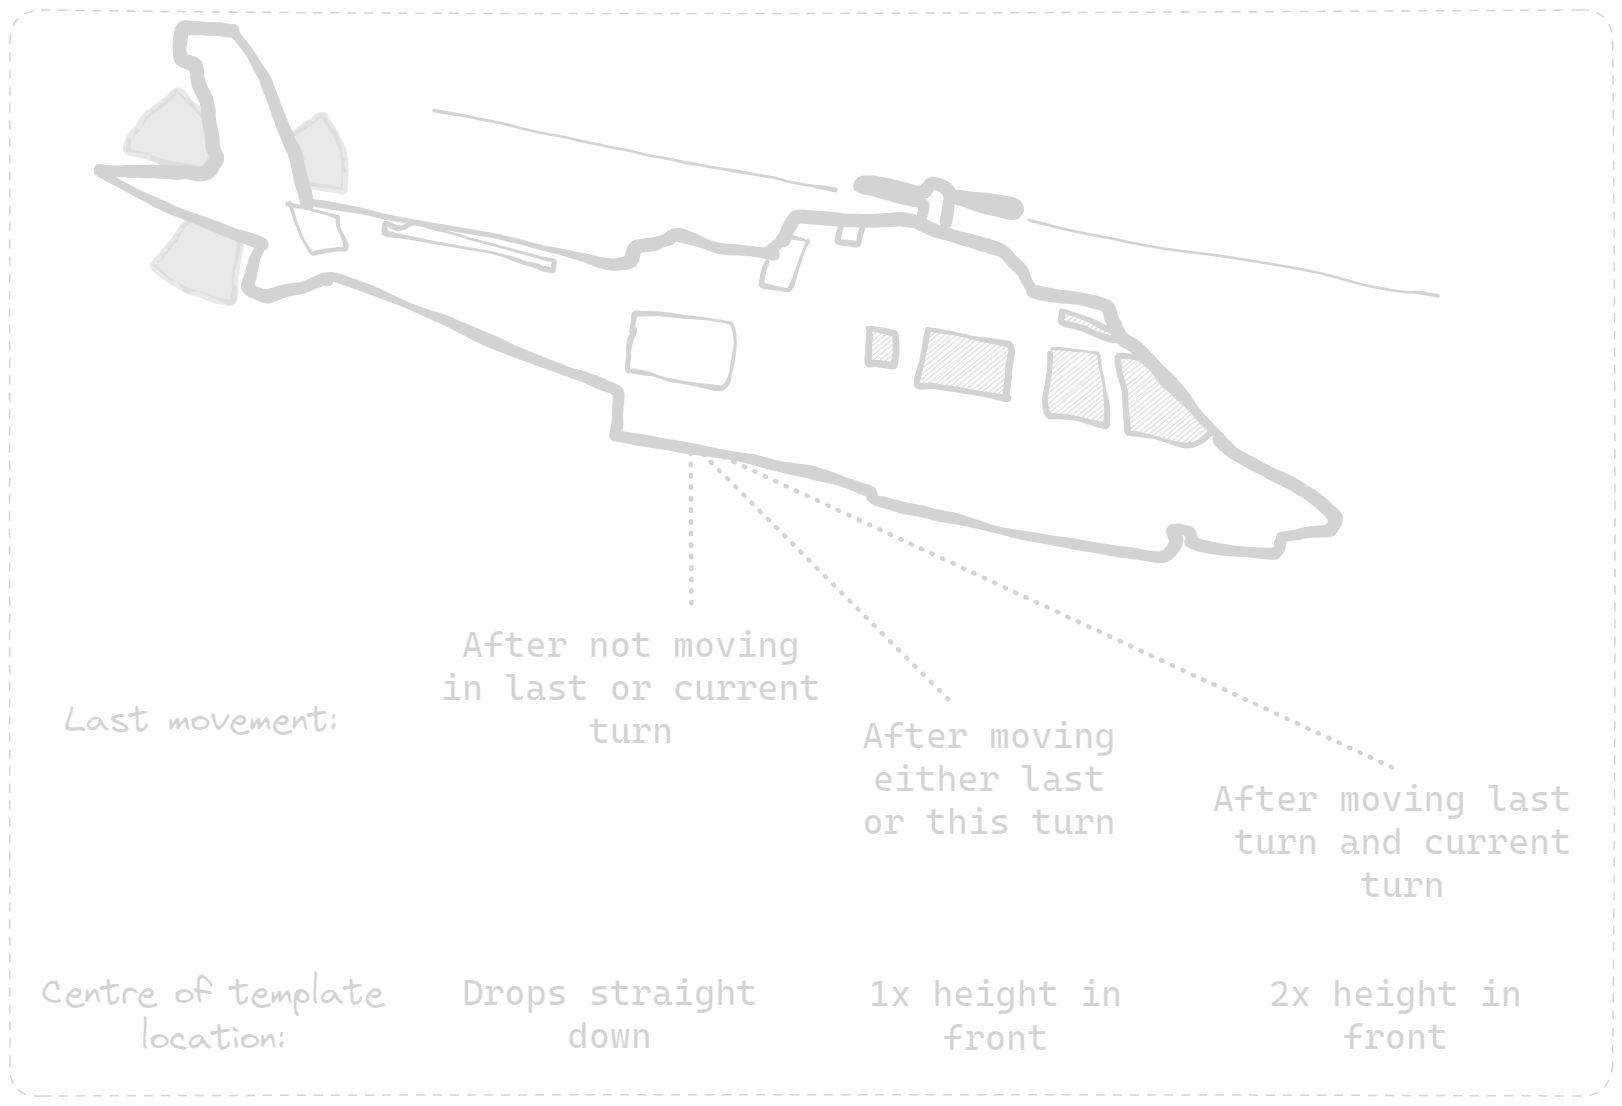 Last movement:
After not moving
in last or current
turn
After moving
either last
or this turn
After moving last
turn and current
turn
Centre of template
location:
Drops straight
down
1x height in
front
2x height in
front